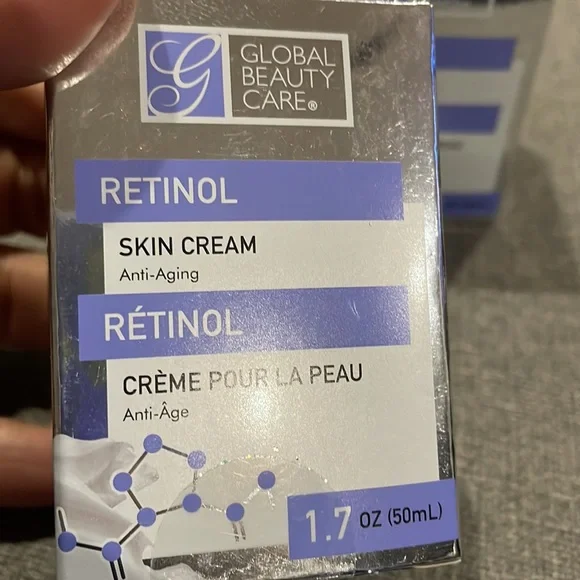 G
GLOBAL
BEAUTY
CARE®
RETINOL
SKIN CREAM
Anti-Aging
RÉTINOL
CRÈME POUR LA PEAU
Anti-Âge
1.7 OZ (50mL)